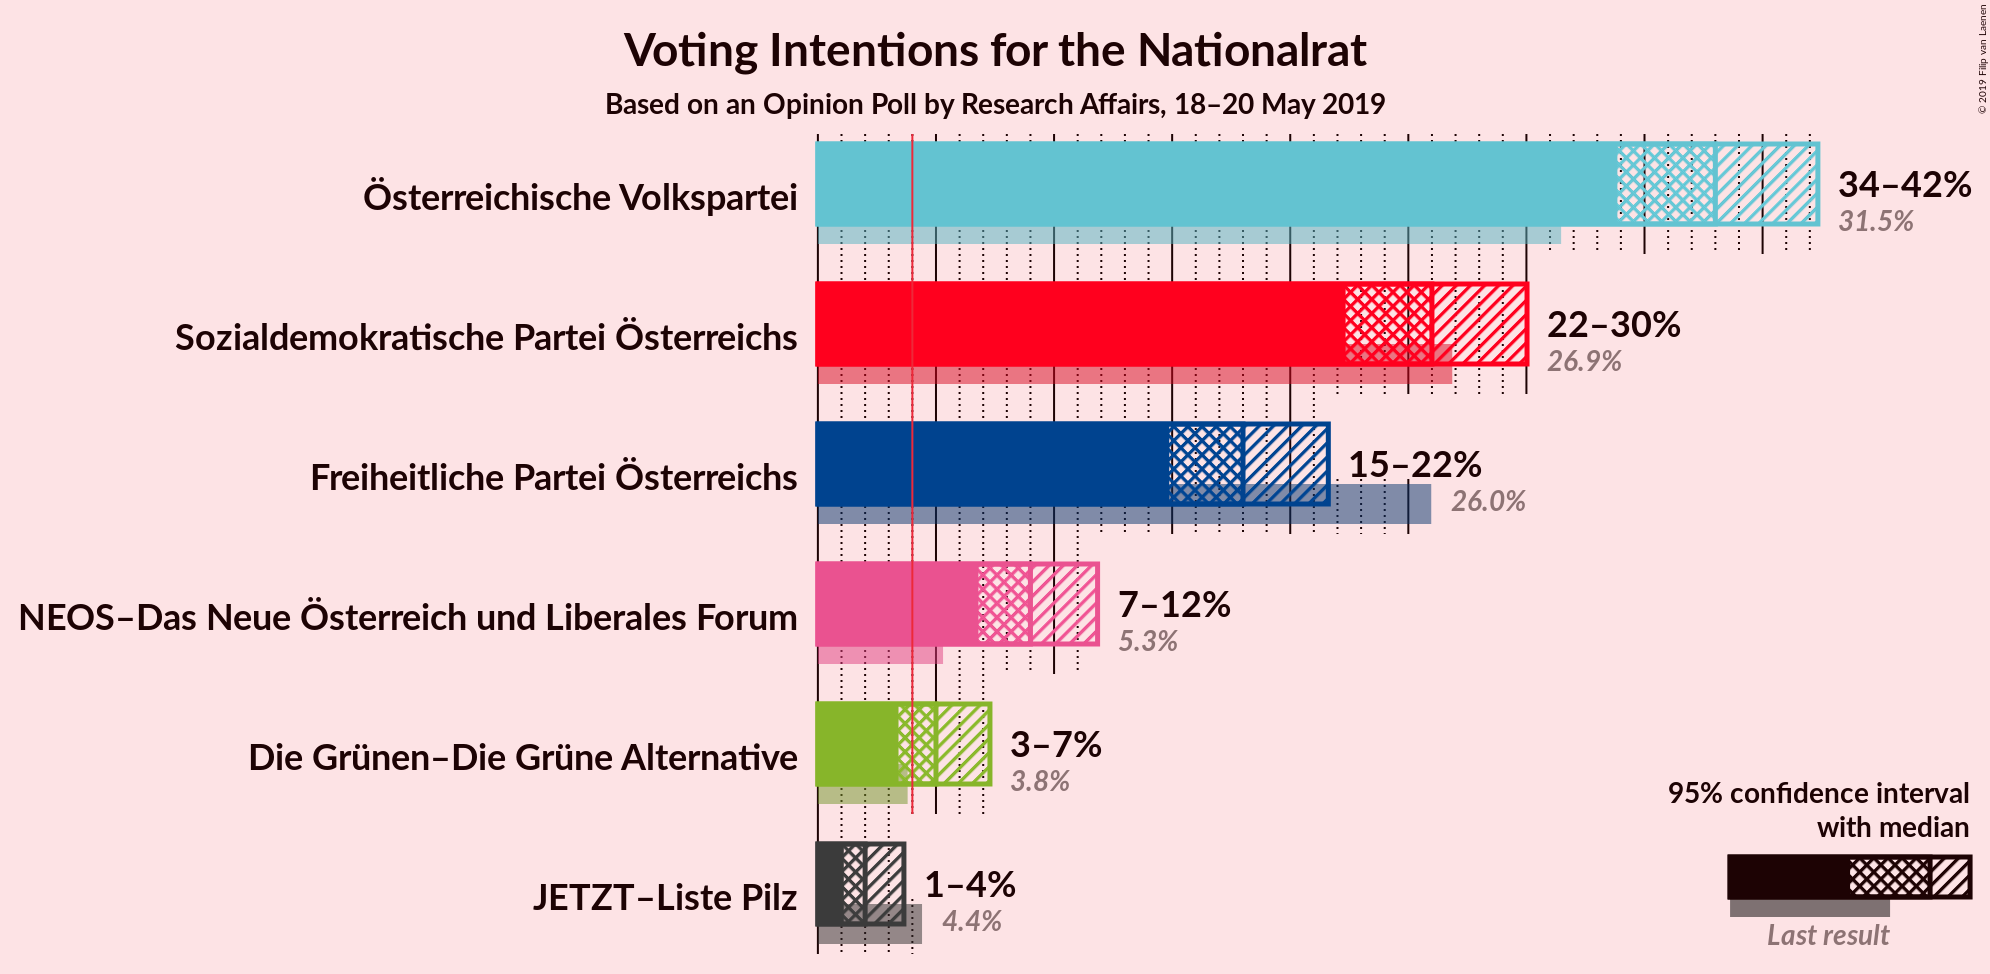 Voting Intentions for the Nationalrat
Based on an Opinion Poll by Research Affairs, 18–20 May 2019
© 2019 Filip van Laenen
Österreichische Volkspartei
34–42%
31.5%
Sozialdemokratische Partei Österreichs
22–30%
26.9%
Freiheitliche Partei Österreichs
15–22%
26.0%
NEOS–Das Neue Österreich und Liberales Forum
7–12%
5.3%
Die Grünen–Die Grüne Alternative
3–7%
3.8%
JETZT–Liste Pilz
1–4%
4.4%
95% confidence interval
with median
Last result